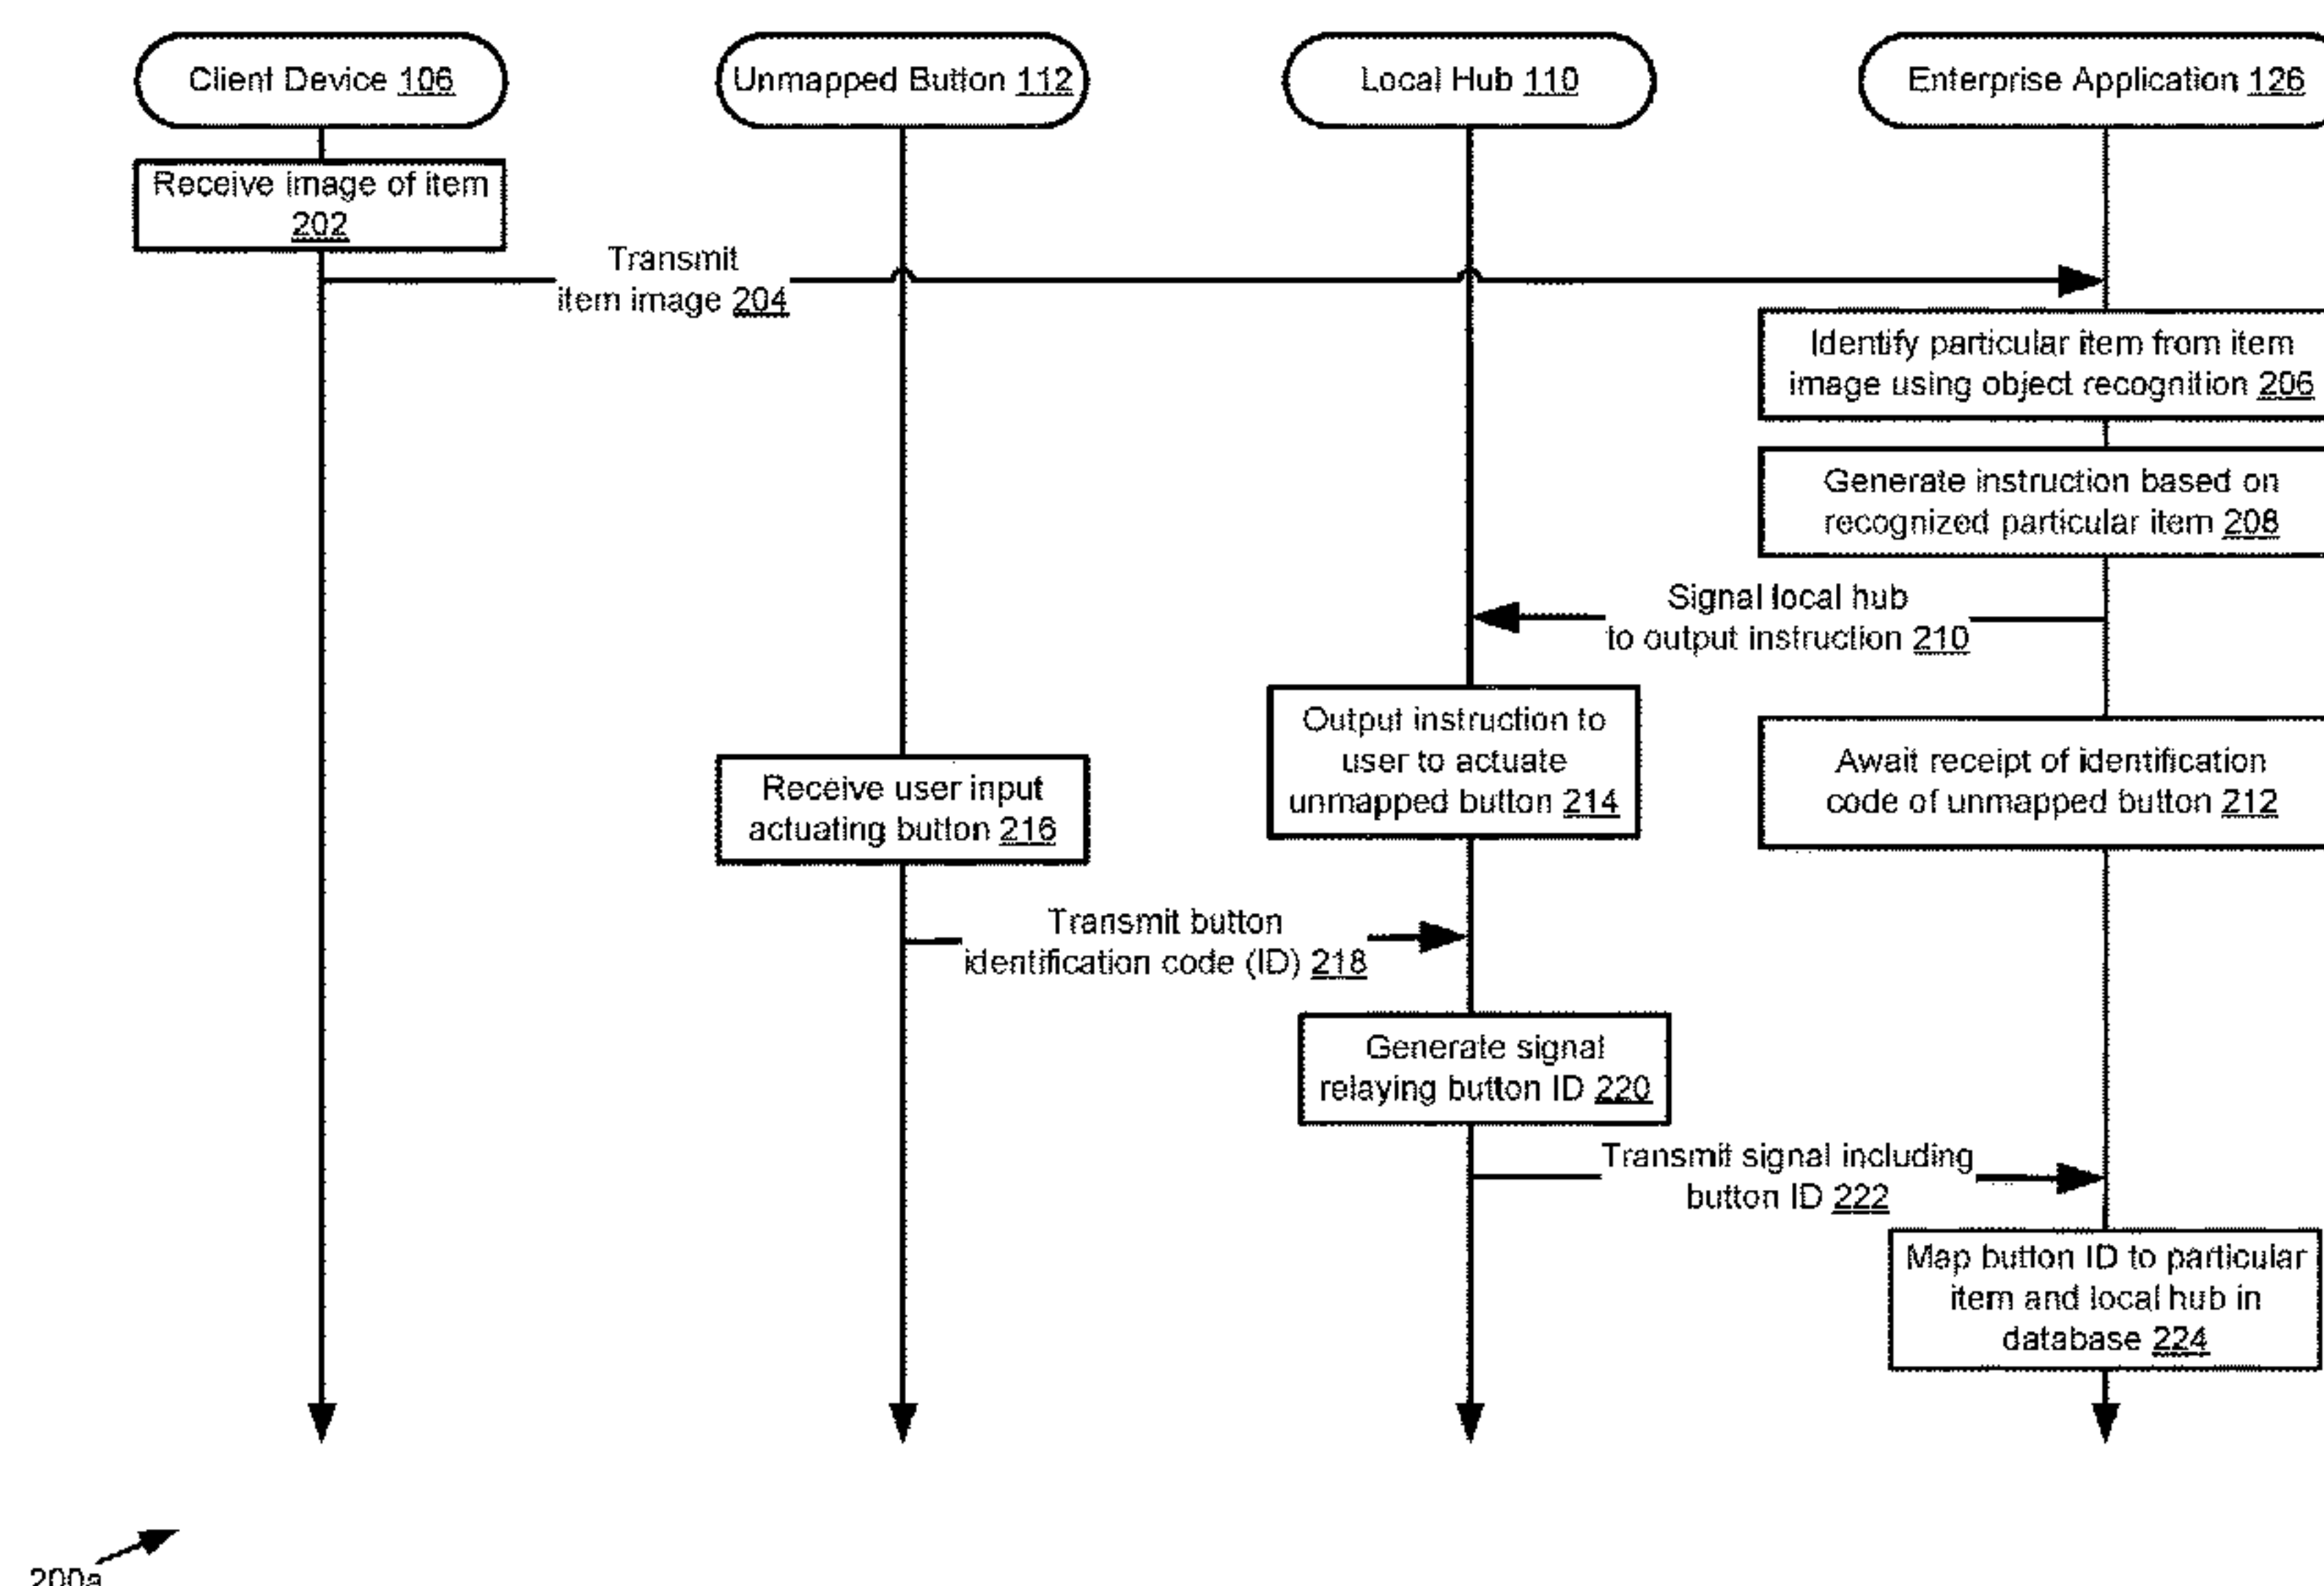 Client Device 106
Unmapped Button 112
Local Hub 110
Enterprise Application 126
Receive image of item
202
Transmit
item image 204
Identify particular item from item
image using object recognition 206
Generate instruction based on
recognized particular item 208
Signal local hub
to output instruction 210
Output instruction to
user to actuate
unmapped button 214
Await receipt of identification
code of unmapped button 212
Receive user input
actuating button 216
Transmit button
identification code (ID) 218
Generate signal
relaying button ID 220
Transmit signal including
button ID 222
Map button ID to particular
item and local hub in
database 224
200a